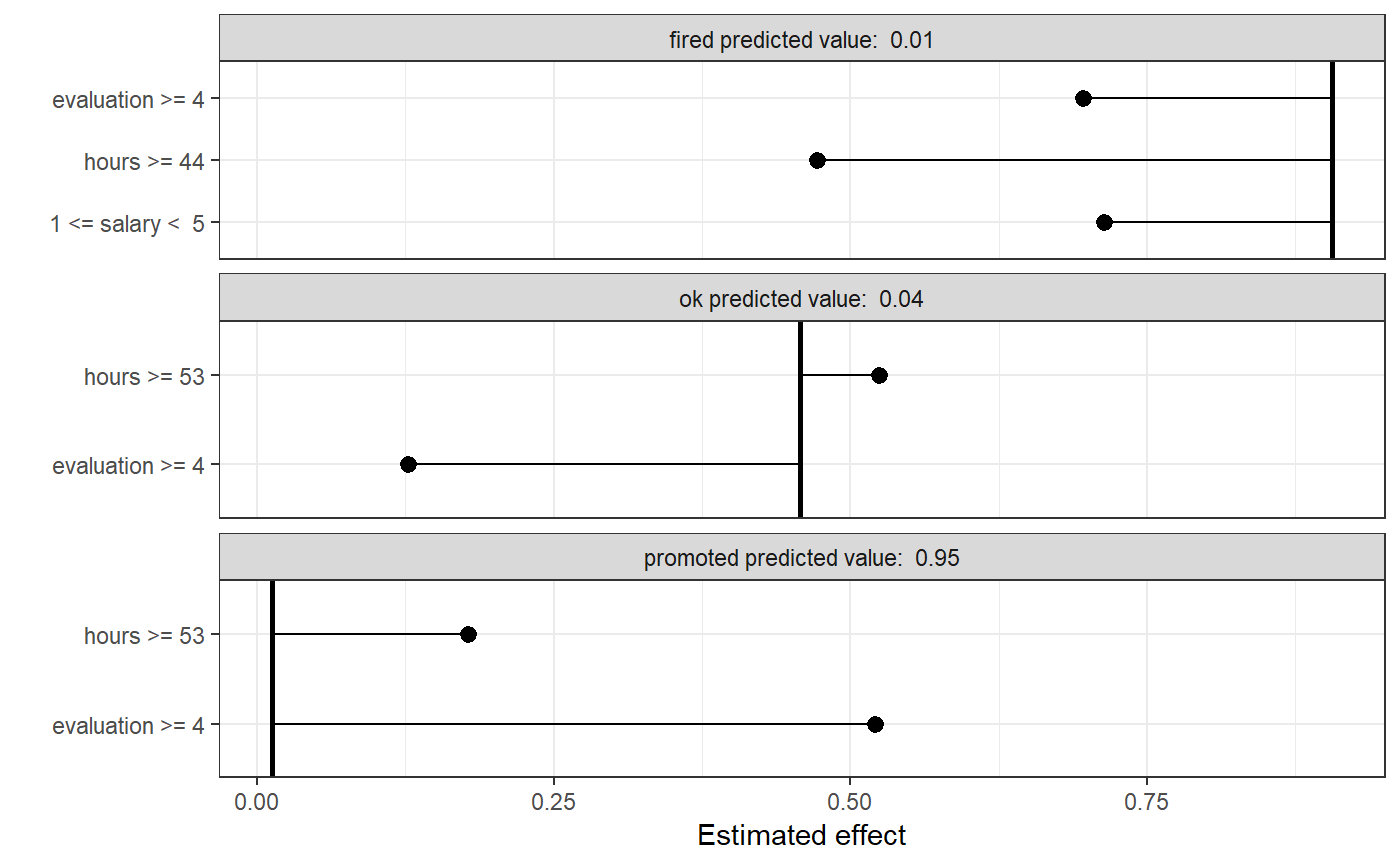 fired predicted value:  0.01
evaluation >= 4
hours >= 44
1 <= salary <  5
ok predicted value:  0.04
hours >= 53
evaluation >= 4
promoted predicted value:  0.95
hours >= 53
evaluation >= 4
0.00 0.25 0.50 0.75
Estimated effect